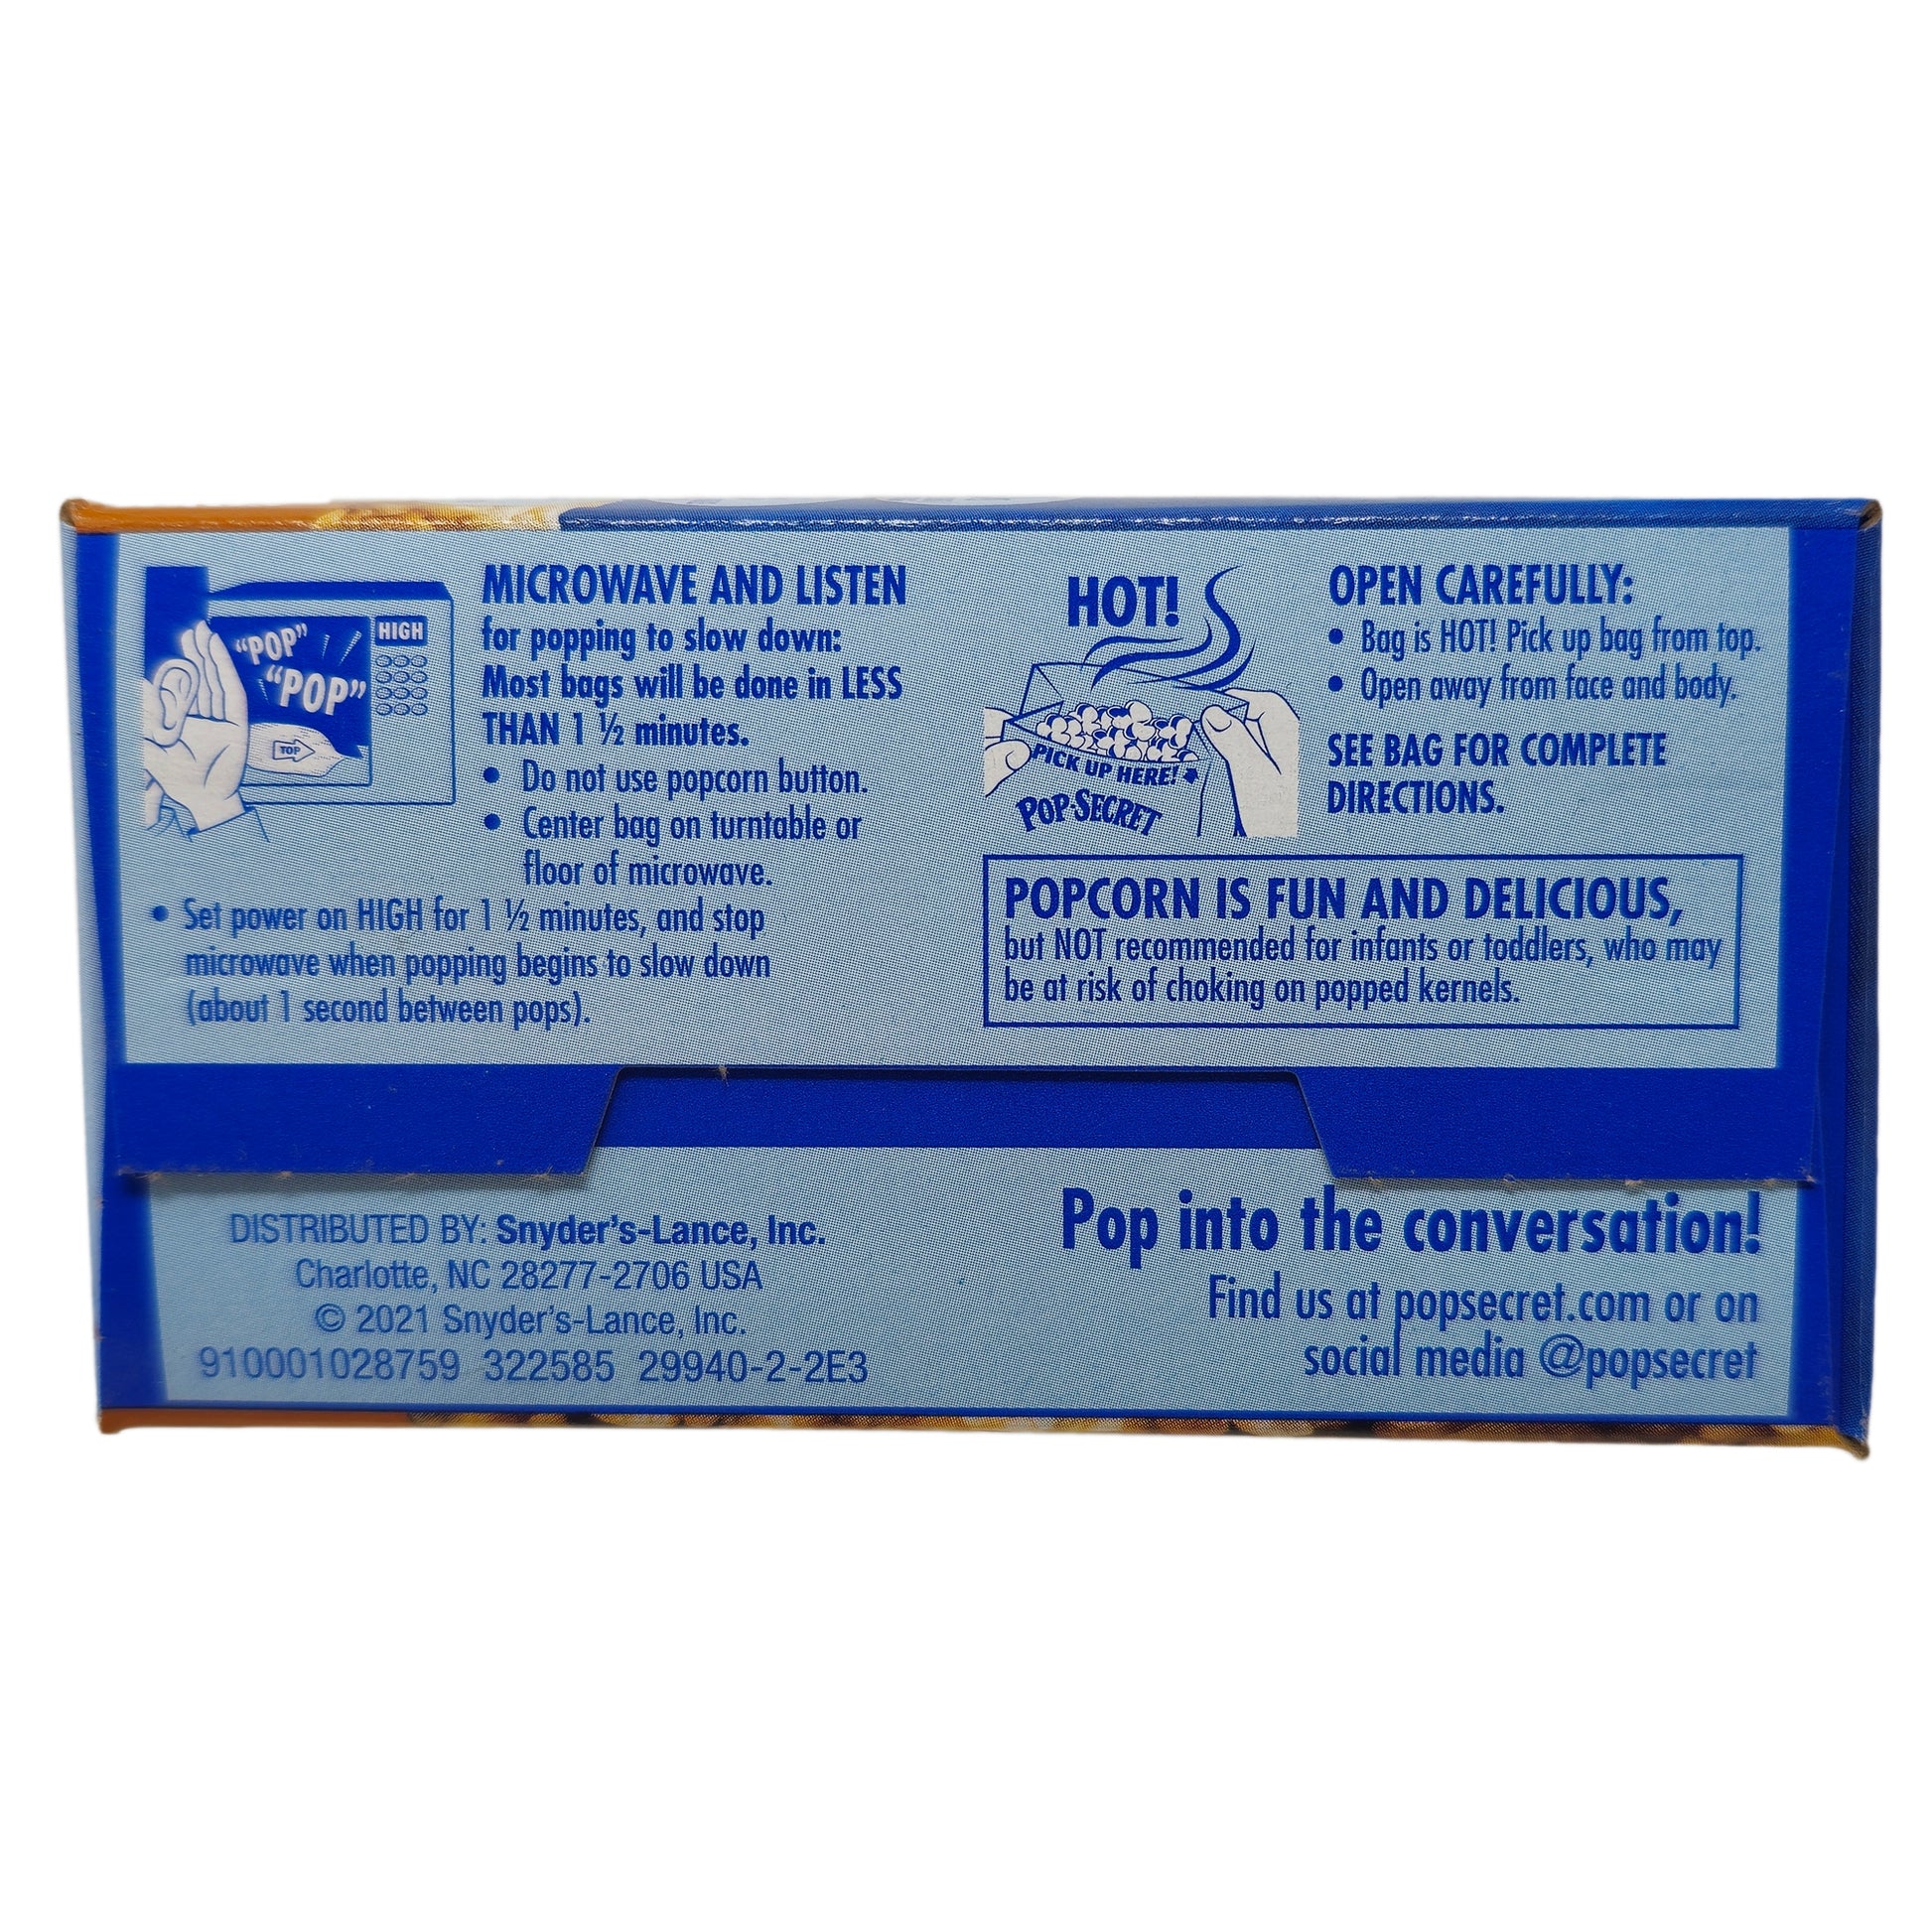 "POP"
"POP"
HIGH
TOP
MICROWAVE AND LISTEN
for popping to slow down:
Most bags will be done in LESS
THAN 1 ½ minutes.
• Do not use popcorn button.
• Center bag on turntable or
floor of microwave.
• Set power on HIGH for 1 ½ minutes, and stop
microwave when popping begins to slow down
(about 1 second between pops).
HOT!
PICK UP HERE!
POP·SECRET
OPEN CAREFULLY:
• Bag is HOT! Pick up bag from top.
• Open away from face and body.
SEE BAG FOR COMPLETE
DIRECTIONS.
POPCORN IS FUN AND DELICIOUS,
but NOT recommended for infants or toddlers, who may
be at risk of choking on popped kernels.
DISTRIBUTED BY: Snyder's-Lance, Inc.
Charlotte, NC 28277-2706 USA
© 2021 Snyder's-Lance, Inc.
910001028759 322585 29940-2-2E3
Pop into the conversation!
Find us at popsecret.com or on
social media @popsecret